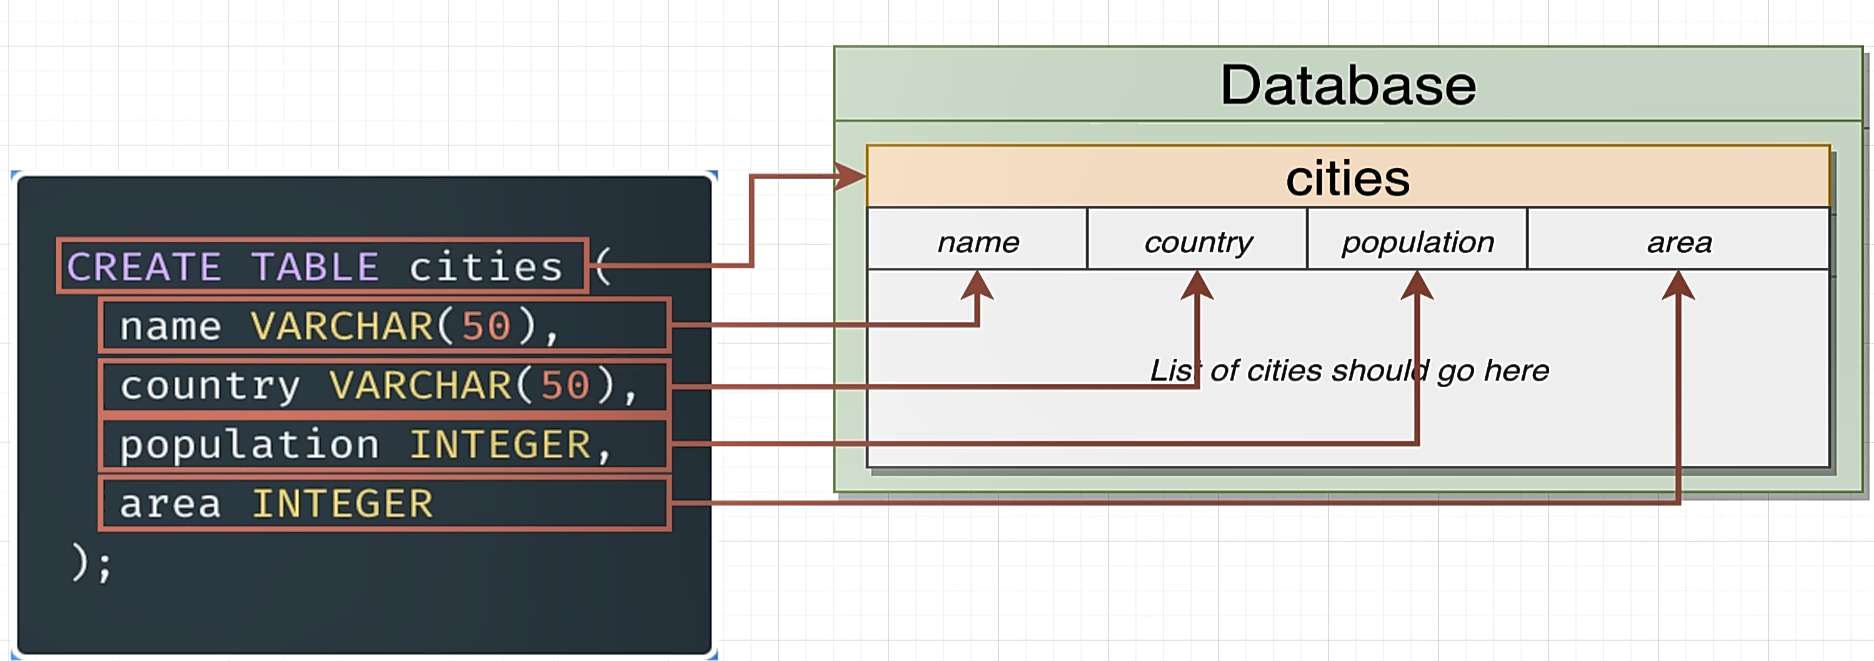 CREATE TABLE cities (
name VARCHAR(50),
country VARCHAR(50),
population INTEGER,
area INTEGER
);
Database
cities
name country population area
List of cities should go here